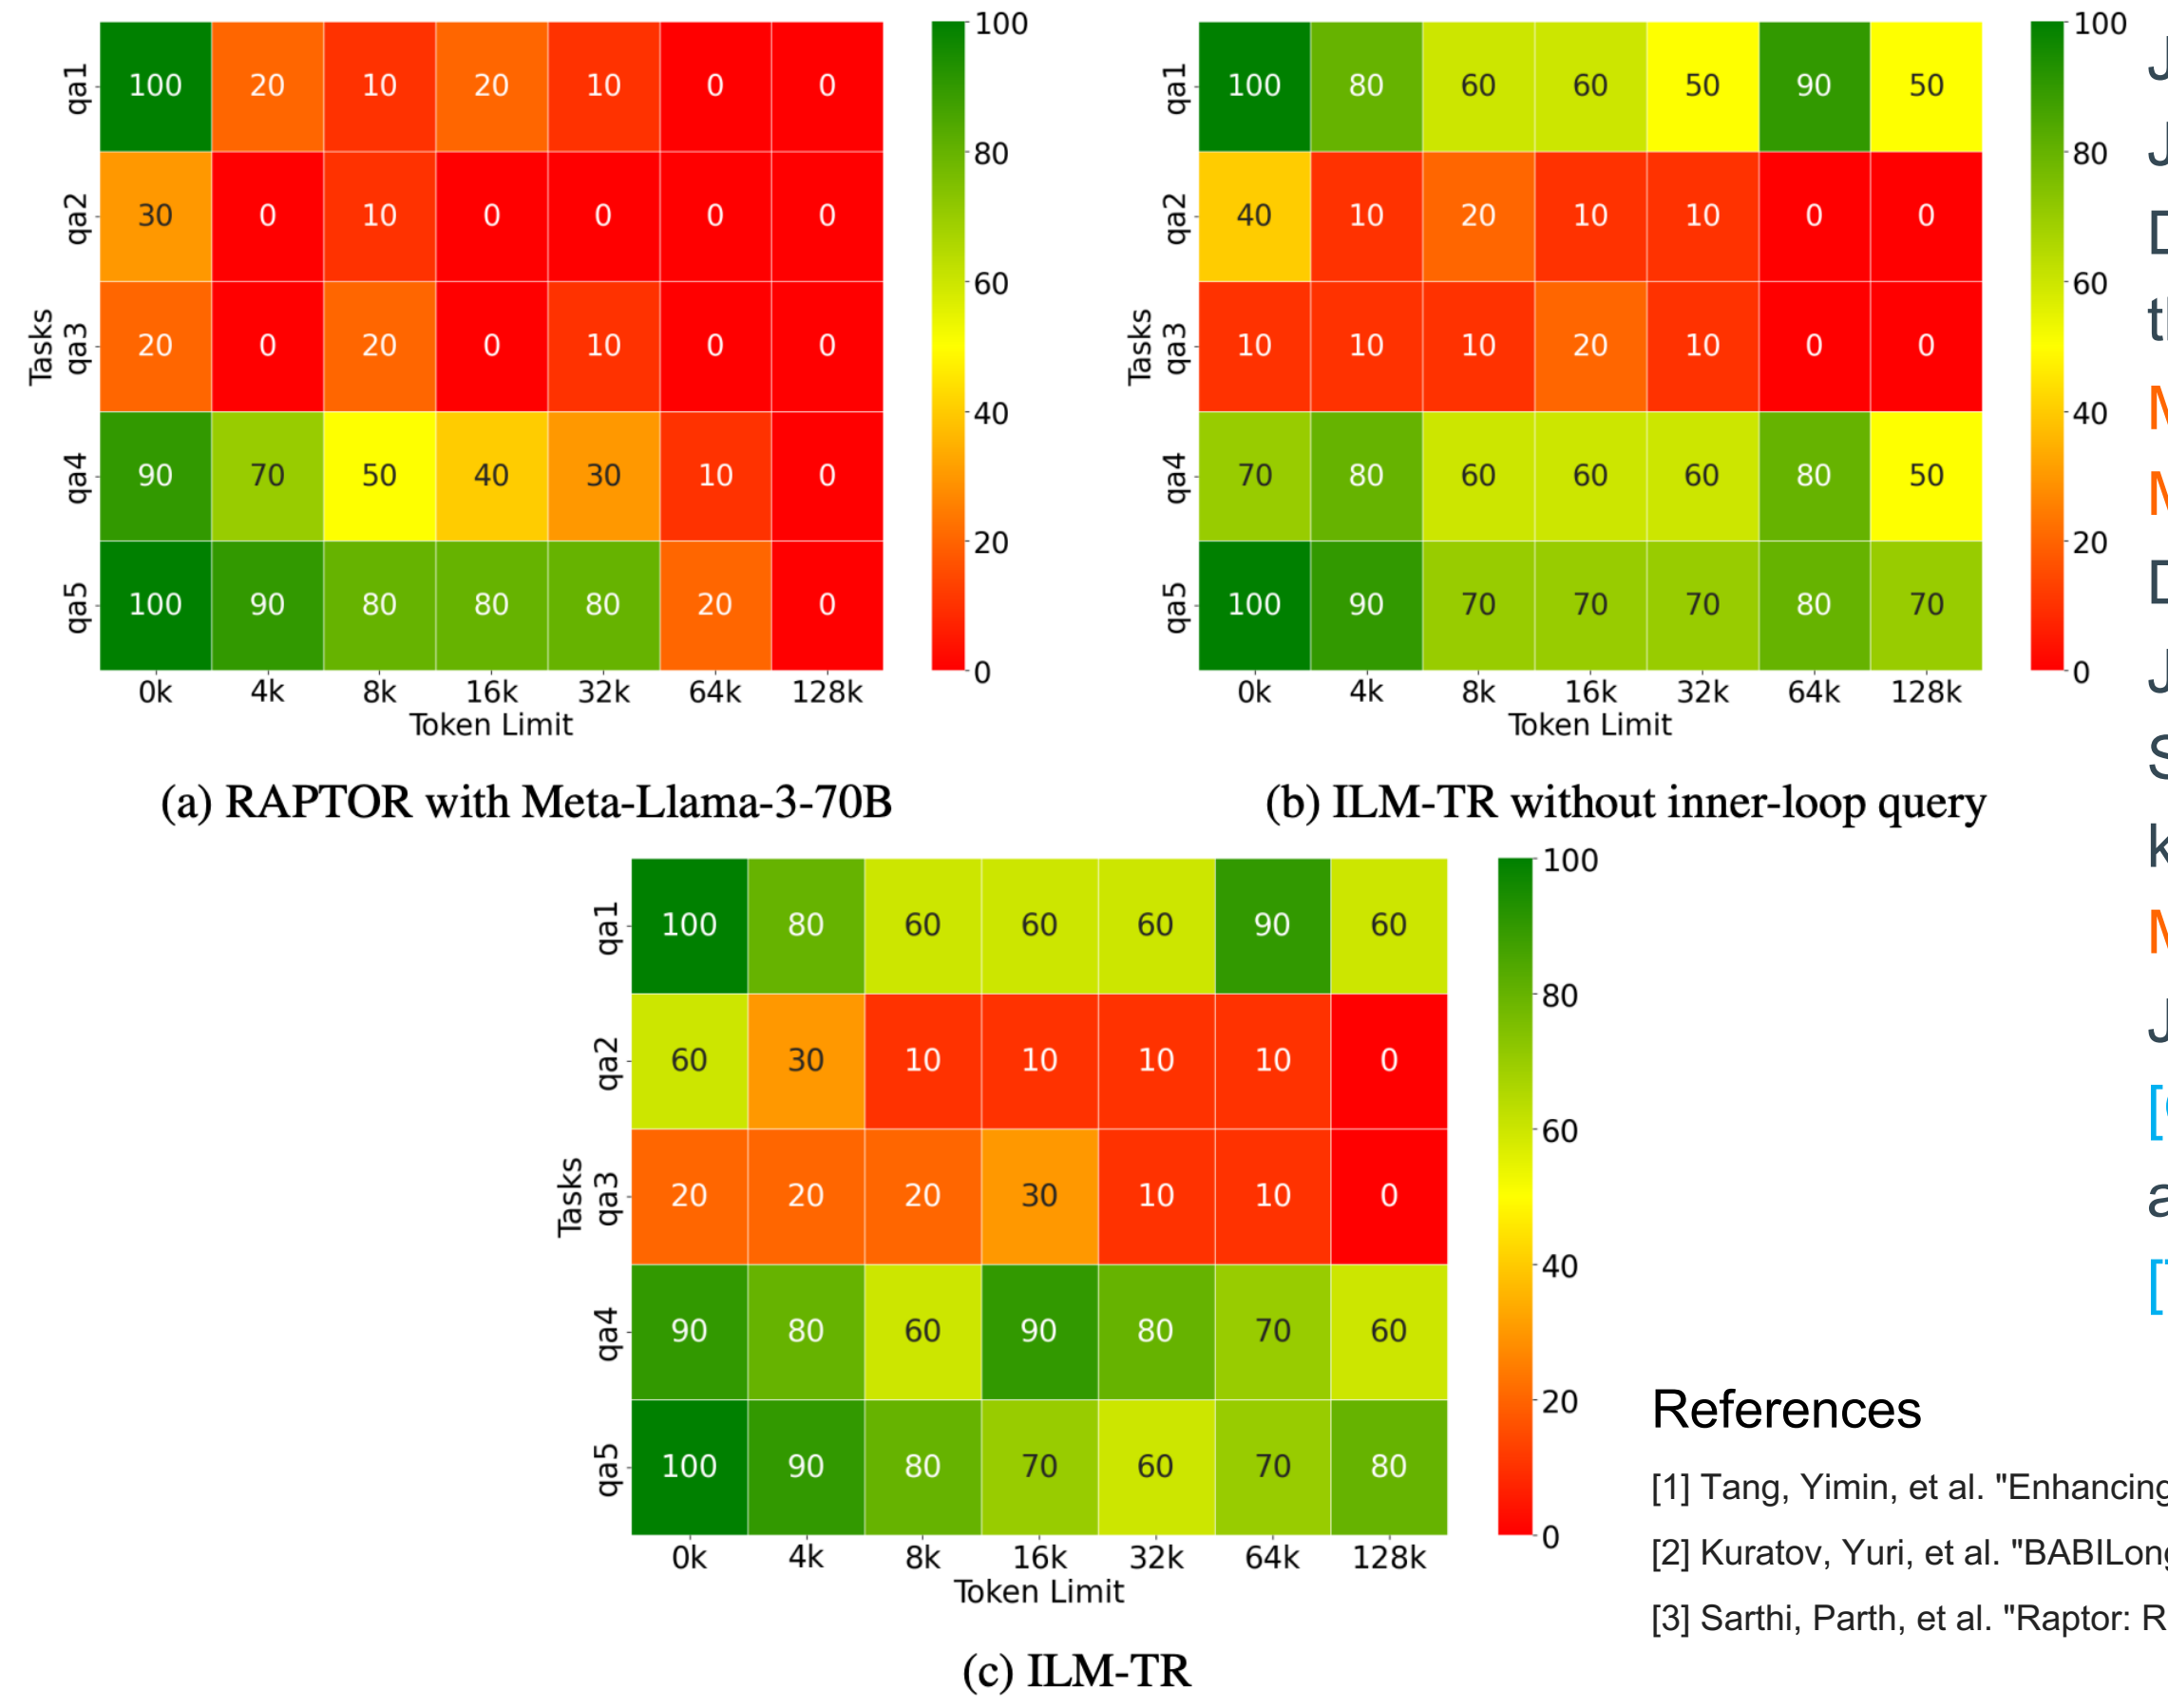 100 20 10 20 10 0 0
30 0 10 0 0 0 0
20 0 20 0 10 0 0
90 70 50 40 30 10 0
100 90 80 80 80 20 0
qa1
qa2
qa3
qa4
qa5
Tasks
0k 4k 8k 16k 32k 64k 128k
Token Limit
100
80
60
40
20
0
(a) RAPTOR with Meta-Llama-3-70B
100 80 60 60 50 90 50
40 10 20 10 10 0 0
10 10 10 20 10 0 0
70 80 60 60 60 80 50
100 90 70 70 70 80 70
qa1
qa2
qa3
qa4
qa5
Tasks
0k 4k 8k 16k 32k 64k 128k
Token Limit
100
80
60
40
20
0
(b) ILM-TR without inner-loop query
100 80 60 60 60 90 60
60 30 10 10 10 10 0
20 20 20 30 10 10 0
90 80 60 90 80 70 60
100 90 80 70 60 70 80
qa1
qa2
qa3
qa4
qa5
Tasks
0k 4k 8k 16k 32k 64k 128k
Token Limit
100
80
60
40
20
0
(c) ILM-TR
References
[1] Tang, Yimin, et al. "Enhancing
[2] Kuratov, Yuri, et al. "BABILong
[3] Sarthi, Parth, et al. "Raptor: R